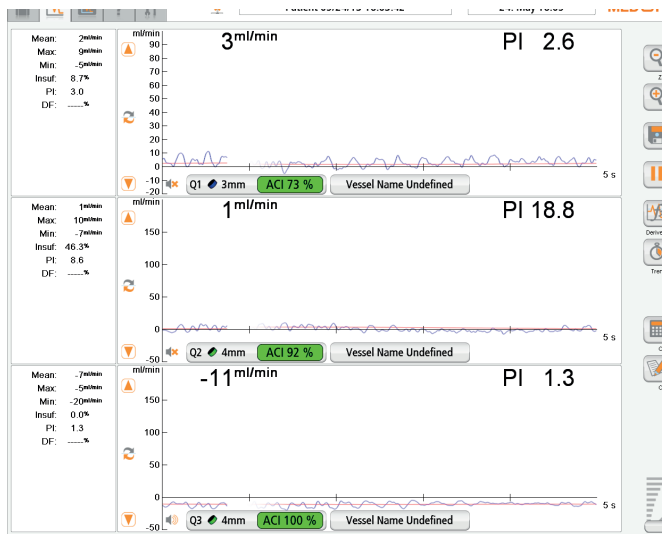 Mean: 2ml/min
Max: 9ml/min
Min: -5ml/min
Insuf: 8.7%
PI: 3.0
DF: -----%
ml/min
90
80
70
60
50
40
30
20
10
0
-10
-20
3ml/min
PI 2.6
5 s
Q1 3mm ACI 73 % Vessel Name Undefined
Mean: 1ml/min
Max: 10ml/min
Min: -7ml/min
Insuf: 46.3%
PI: 8.6
DF: -----%
ml/min
150
100
50
0
-50
1ml/min
PI 18.8
5 s
Q2 4mm ACI 92 % Vessel Name Undefined
Mean: -7ml/min
Max: -5ml/min
Min: -20ml/min
Insuf: 0.0%
PI: 1.3
DF: -----%
ml/min
150
100
50
0
-50
-11ml/min
PI 1.3
5 s
Q3 4mm ACI 100 % Vessel Name Undefined